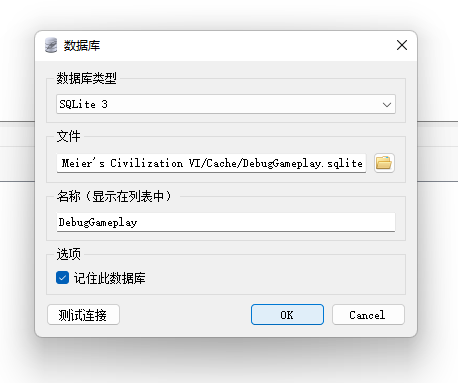 数据库
数据库类型
SQLite 3
文件
Meier's Civilization VI/Cache/DebugGameplay.sqlite
名称（显示在列表中）
DebugGameplay
选项
记住此数据库
测试连接 OK Cancel